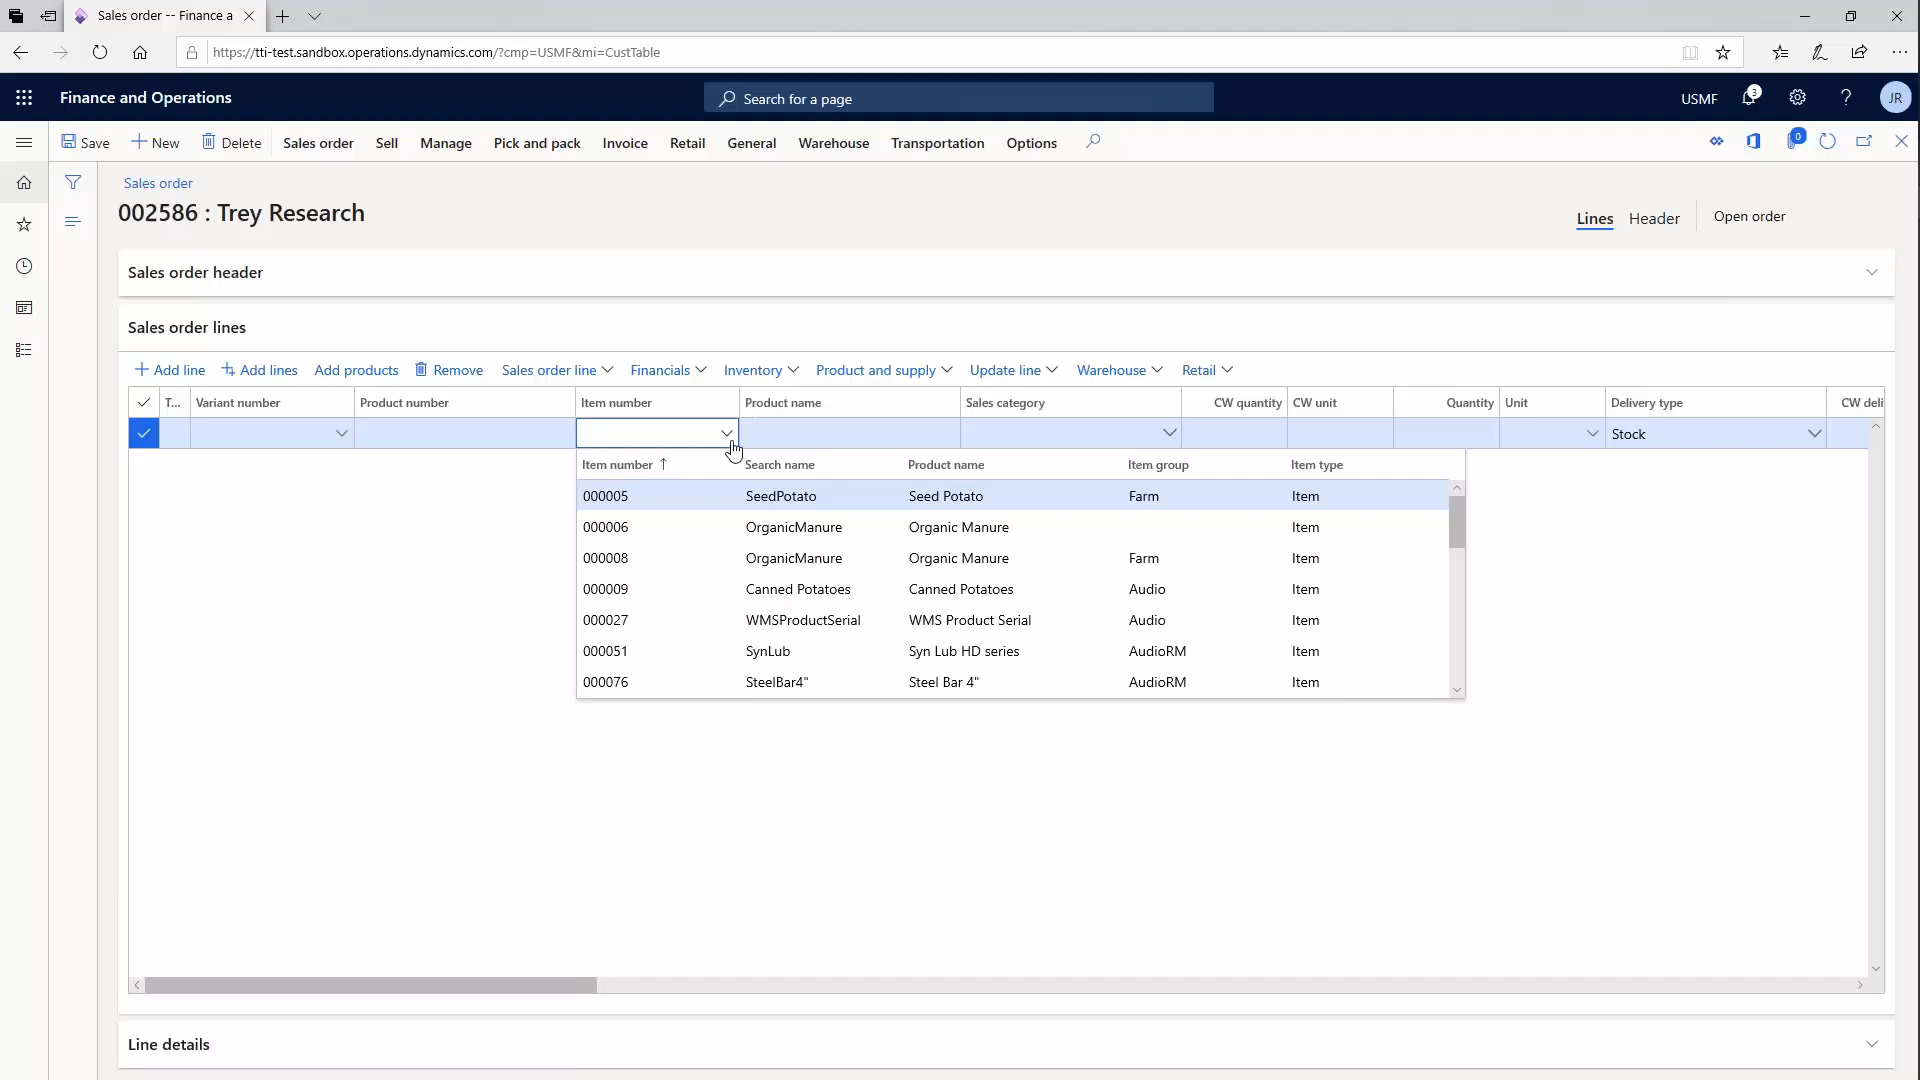 Sales order -- Finance a
https://tti-test.sandbox.operations.dynamics.com/?cmp=USMF&mi=CustTable
Finance and Operations
Search for a page
USMF
3
?
JR
Save
New
Delete
Sales order
Sell
Manage
Pick and pack
Invoice
Retail
General
Warehouse
Transportation
Options
0
Sales order
002586 : Trey Research
Lines
Header
Open order
Sales order header
Sales order lines
Add line
Add lines
Add products
Remove
Sales order line
Financials
Inventory
Product and supply
Update line
Warehouse
Retail
T... Variant number Product number Item number Product name Sales category CW quantity CW unit Quantity Unit Delivery type CW deli
Stock
Item number Search name Product name Item group Item type
000005 SeedPotato Seed Potato Farm Item
000006 OrganicManure Organic Manure Item
000008 OrganicManure Organic Manure Farm Item
000009 Canned Potatoes Canned Potatoes Audio Item
000027 WMSProductSerial WMS Product Serial Audio Item
000051 SynLub Syn Lub HD series AudioRM Item
000076 SteelBar4" Steel Bar 4" AudioRM Item
Line details